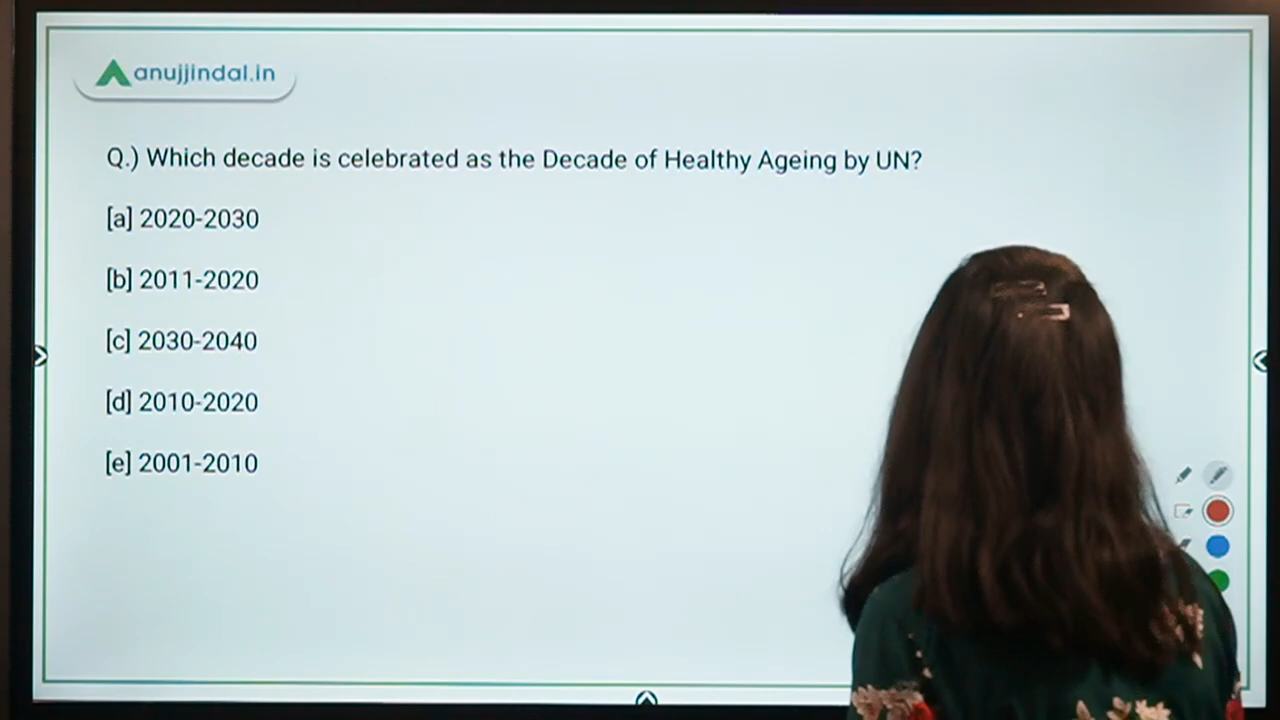 anujjindal.in
Q.) Which decade is celebrated as the Decade of Healthy Ageing by UN?
[a] 2020-2030
[b] 2011-2020
[c] 2030-2040
[d] 2010-2020
[e] 2001-2010